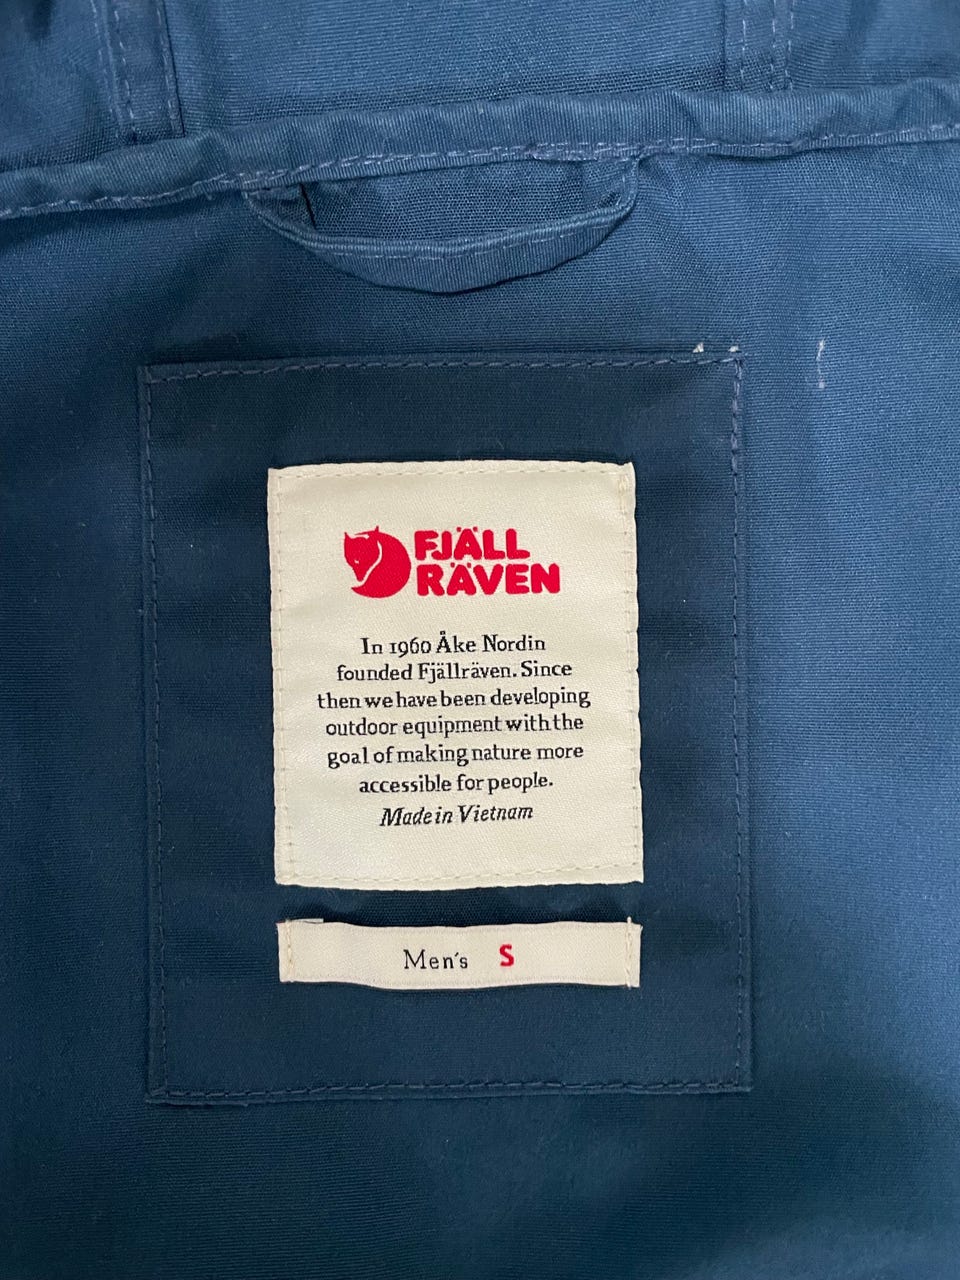 FJÄLL
RÄVEN
In 1960 Åke Nordin
founded Fjällräven. Since
then we have been developing
outdoor equipment with the
goal of making nature more
accessible for people.
Made in Vietnam
Men's S